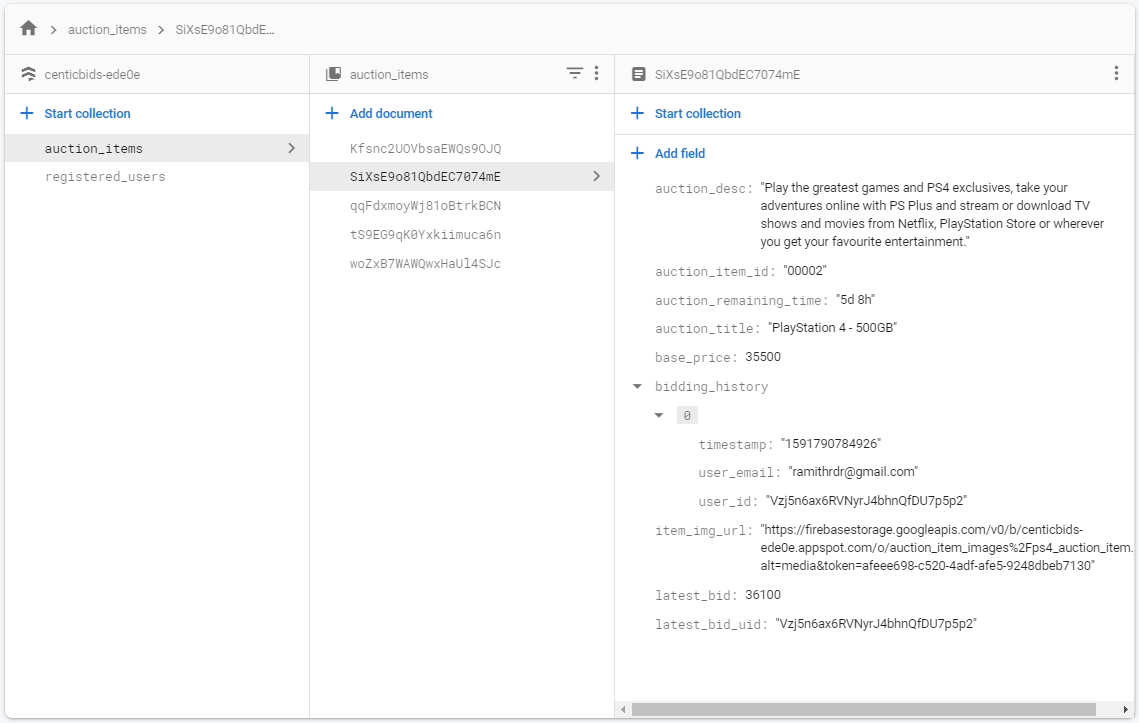 auction_items
SiXsE9o81QbdE...
centicbids-ede0e
auction_items
SiXsE9o81QbdEC7074mE
Start collection
Add document
Start collection
auction_items
registered_users
Kfsnc2UOVbsaEWQs9OJQ
SiXsE9o81QbdEC7074mE
qqFdxmoyWj81oBtrkBCN
tS9EG9qK0Yxkiimuca6n
woZxB7WAWQwxHaUl4SJc
Add field
auction_desc: "Play the greatest games and PS4 exclusives, take your
adventures online with PS Plus and stream or download TV
shows and movies from Netflix, PlayStation Store or wherever
you get your favourite entertainment."
auction_item_id: "00002"
auction_remaining_time: "5d 8h"
auction_title: "PlayStation 4 - 500GB"
base_price: 35500
bidding_history
0
timestamp: "1591790784926"
user_email: "ramithrdr@gmail.com"
user_id: "Vzj5n6ax6RVNyrJ4bhnQfDU7p5p2"
item_img_url: "https://firebasestorage.googleapis.com/v0/b/centicbids-
ede0e.appspot.com/o/auction_item_images%2Fps4_auction_item.
alt=media&token=afeee698-c520-4adf-afe5-9248dbeb7130"
latest_bid: 36100
latest_bid_uid: "Vzj5n6ax6RVNyrJ4bhnQfDU7p5p2"